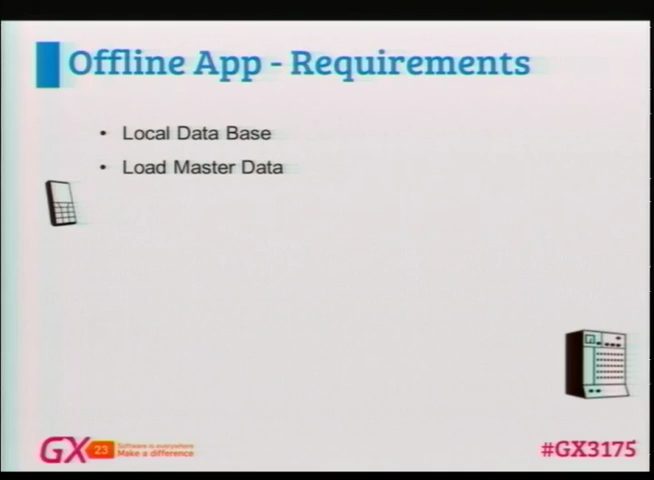 Offline App - Requirements
• Local Data Base
• Load Master Data
GX 23 Software is everywhere
Make a difference
#GX3175